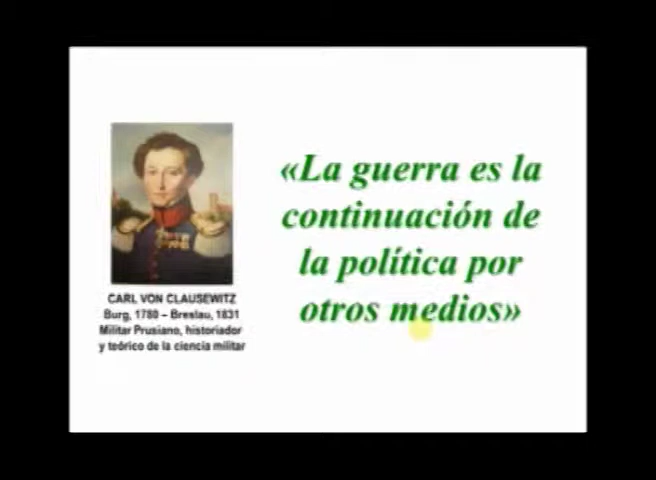 «La guerra es la
continuación de
la política por
otros medios»
CARL VON CLAUSEWITZ
Burg, 1780 – Breslau, 1831
Militar Prusiano, historiador
y teórico de la ciencia militar